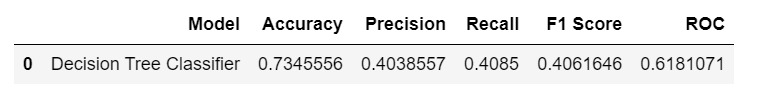 Model Accuracy Precision Recall F1 Score ROC
0 Decision Tree Classifier 0.7345556 0.4038557 0.4085 0.4061646 0.6181071